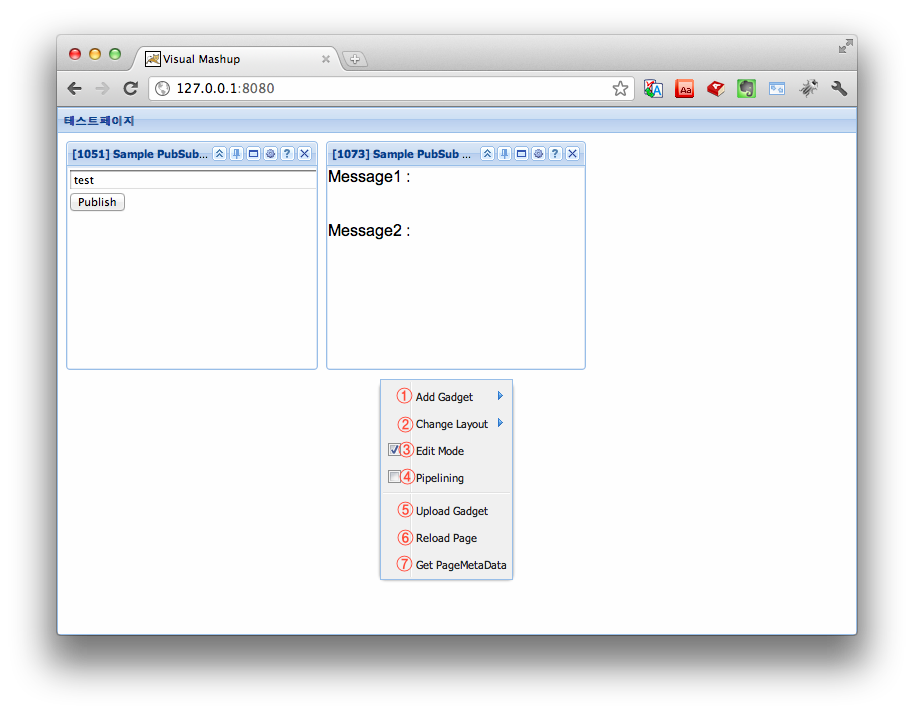 Visual Mashup
127.0.0.1:8080
Aa
테스트페이지
[1051] Sample PubSub...
?
[1073] Sample PubSub ...
?
test
Publish
Message1 :
Message2 :
① Add Gadget
② Change Layout
③ Edit Mode
④ Pipelining
⑤ Upload Gadget
⑥ Reload Page
⑦ Get PageMetaData